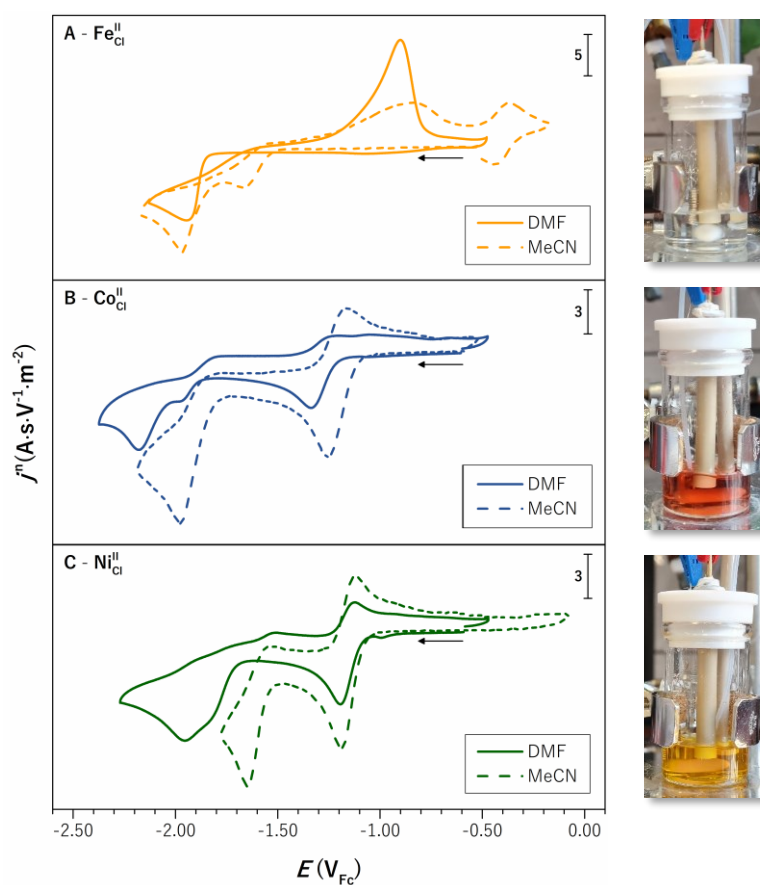 A - Fe^II_Cl
5
DMF
MeCN
B - Co^II_Cl
3
DMF
MeCN
C - Ni^II_Cl
3
DMF
MeCN
jⁿ(A·s·V⁻¹·m⁻²)
-2.50 -2.00 -1.50 -1.00 -0.50 0.00
E (V_Fc)